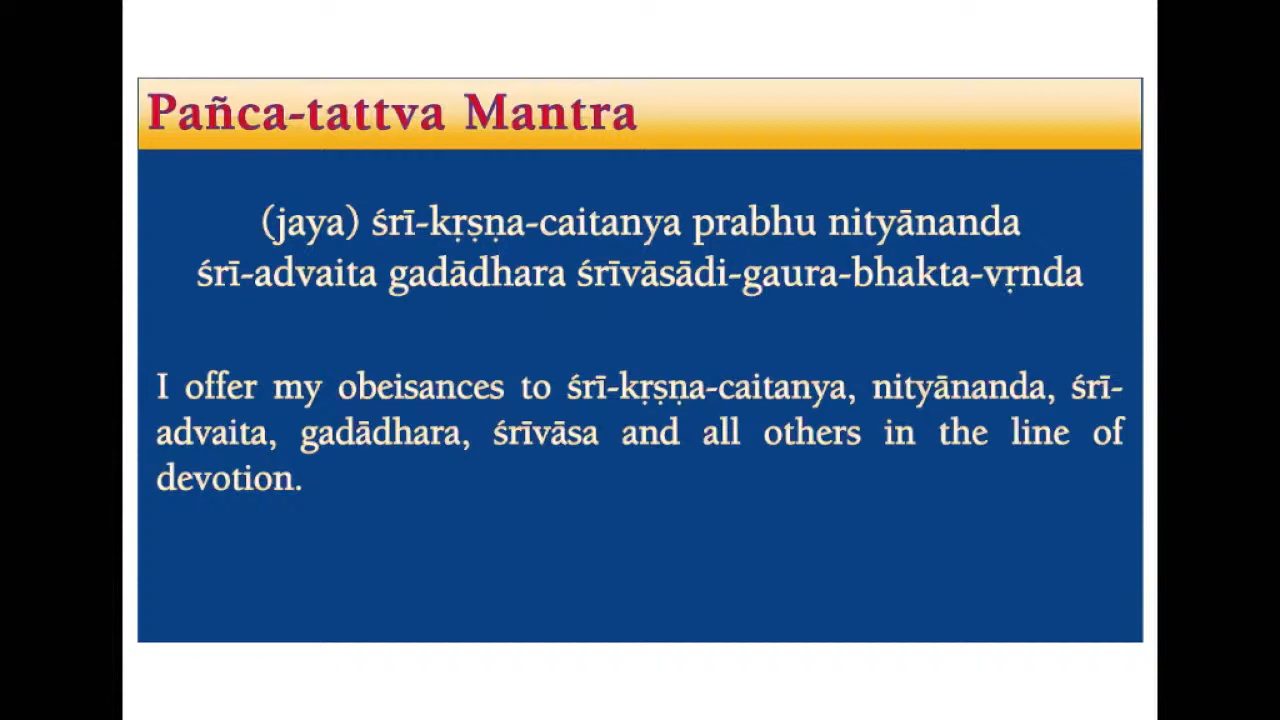 Pañca-tattva Mantra
(jaya) śrī-kṛṣṇa-caitanya prabhu nityānanda
śrī-advaita gadādhara śrīvāsādi-gaura-bhakta-vṛnda
I offer my obeisances to śrī-kṛṣṇa-caitanya, nityānanda, śrī-
advaita, gadādhara, śrīvāsa and all others in the line of
devotion.